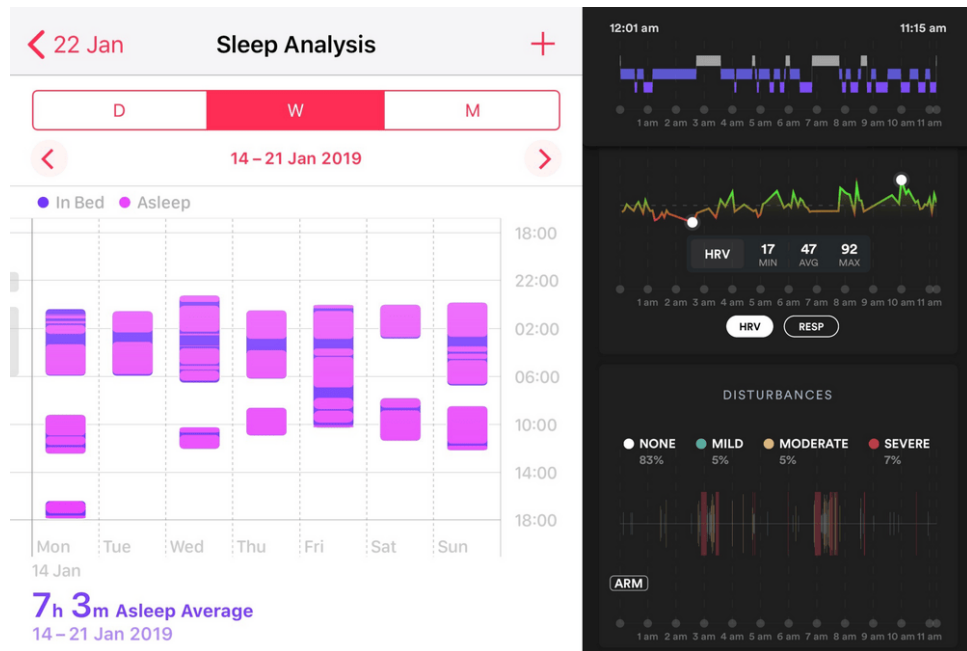 22 Jan
Sleep Analysis
+
D W M
14 – 21 Jan 2019
In Bed Asleep
18:00
22:00
02:00
06:00
10:00
14:00
18:00
Mon Tue Wed Thu Fri Sat Sun
14 Jan
7h 3m Asleep Average
14 – 21 Jan 2019
12:01 am 11:15 am
1 am 2 am 3 am 4 am 5 am 6 am 7 am 8 am 9 am 10 am 11 am
HRV 17 47 92
MIN AVG MAX
1 am 2 am 3 am 4 am 5 am 6 am 7 am 8 am 9 am 10 am 11 am
HRV RESP
DISTURBANCES
NONE MILD MODERATE SEVERE
83% 5% 5% 7%
ARM
1 am 2 am 3 am 4 am 5 am 6 am 7 am 8 am 9 am 10 am 11 am